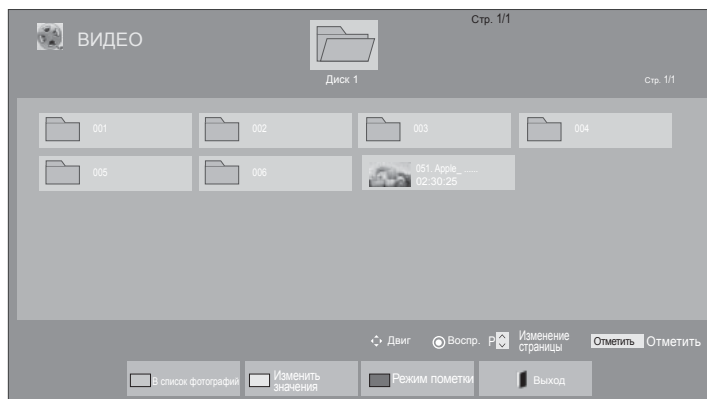 Стр. 1/1
ВИДЕО
Диск 1
Стр. 1/1
001
002
003
004
005
006
051. Apple_ ......
02:30:25
Двиг
Воспр.
P
Изменение
страницы
Отметить
Отметить
В список фотографий
Изменить
значения
Режим пометки
Выход